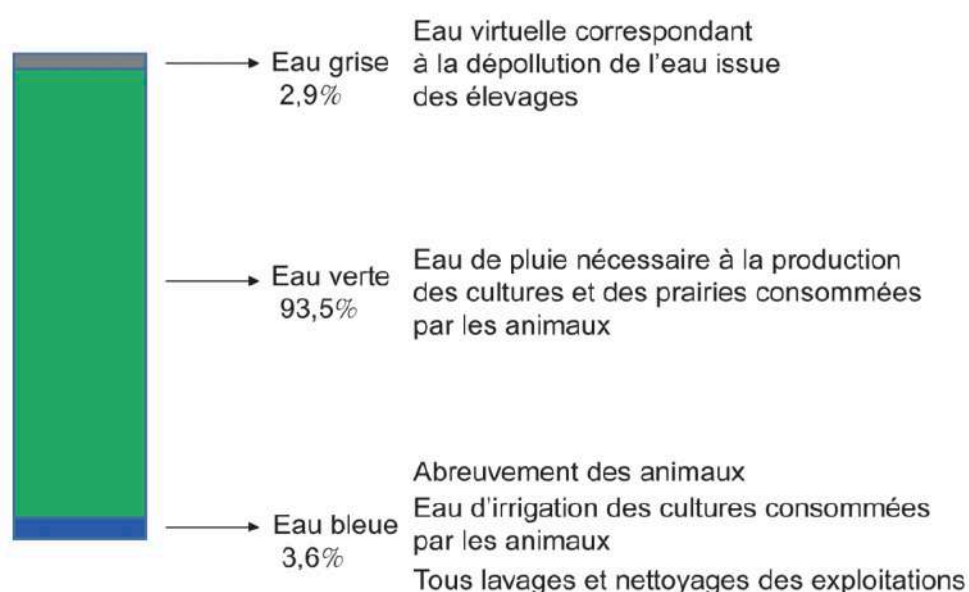 Eau grise
2,9%
Eau virtuelle correspondant
à la dépollution de l'eau issue
des élevages
Eau verte
93,5%
Eau de pluie nécessaire à la production
des cultures et des prairies consommées
par les animaux
Eau bleue
3,6%
Abreuvement des animaux
Eau d'irrigation des cultures consommées
par les animaux
Tous lavages et nettoyages des exploitations